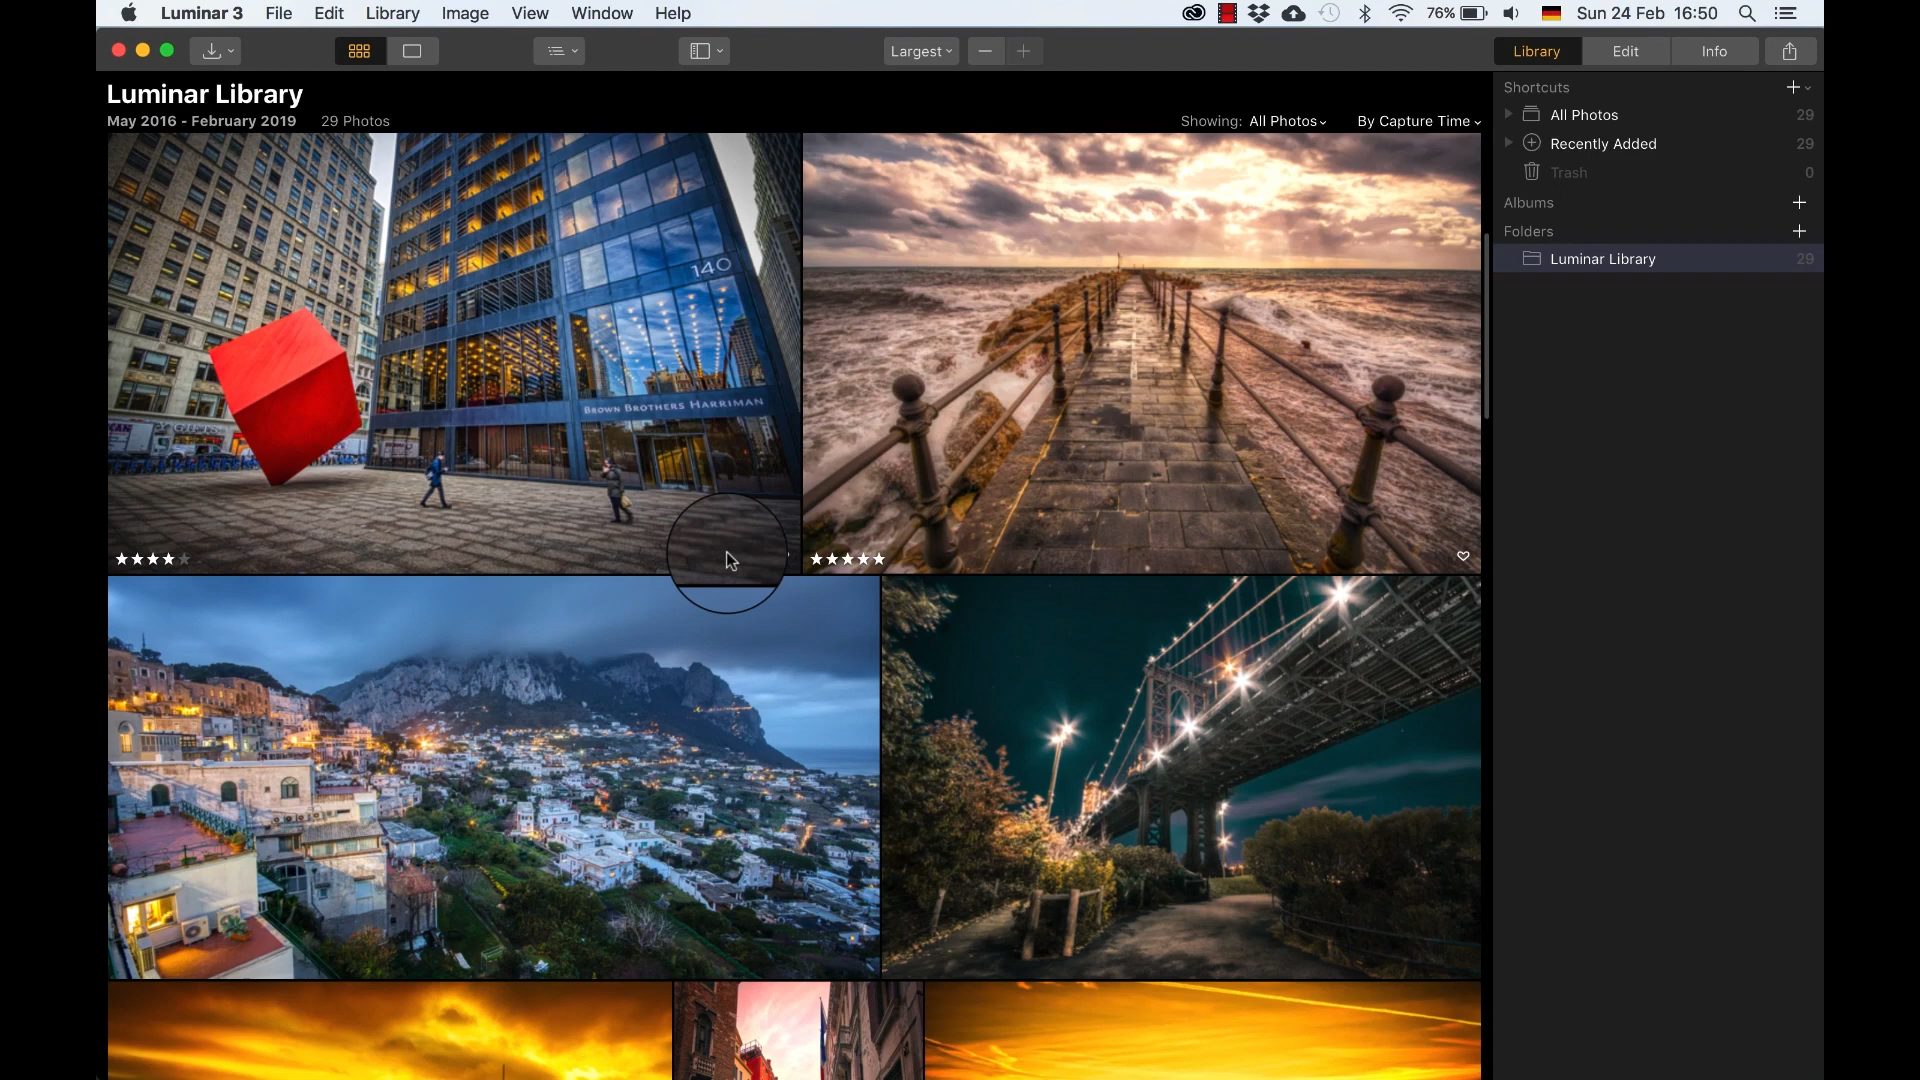 Luminar 3 File Edit Library Image View Window Help 76% Sun 24 Feb 16:50
Largest Library Edit Info
Luminar Library
May 2016 - February 2019 29 Photos
Showing: All Photos By Capture Time
Shortcuts
All Photos 29
Recently Added 29
Trash 0
Albums
Folders
Luminar Library 29
140
BROWN BROTHERS HARRIMAN